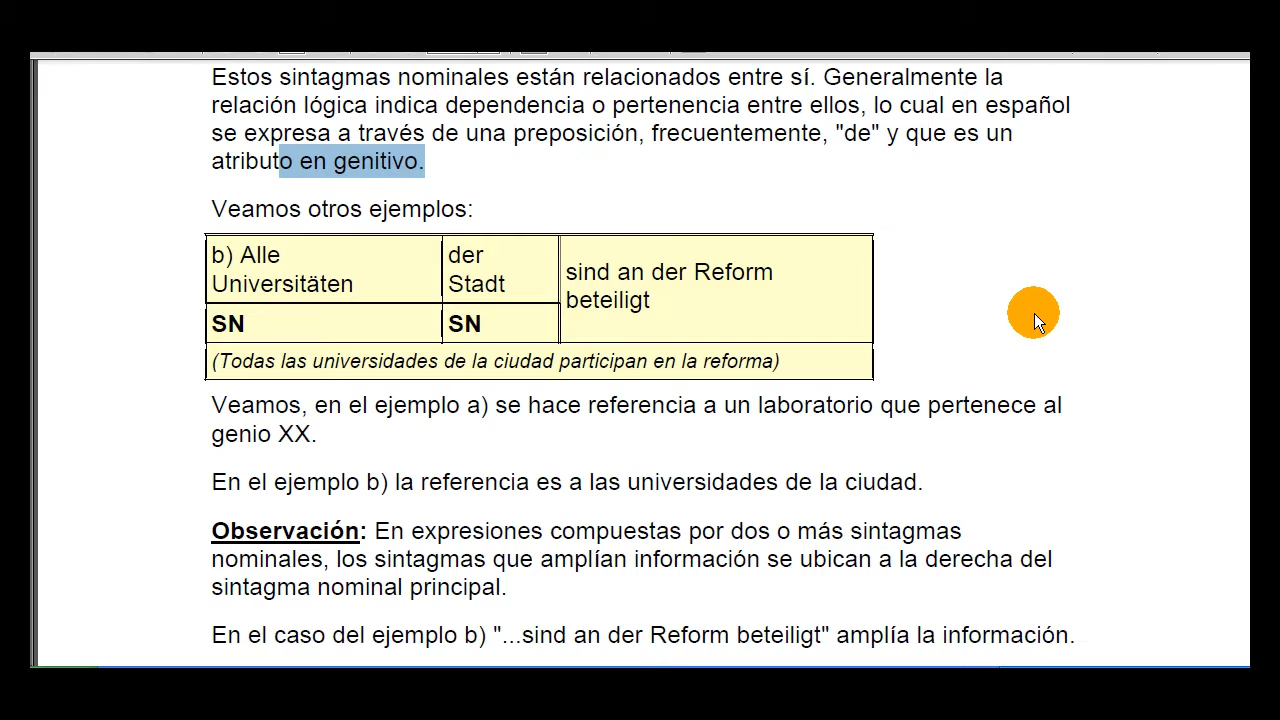 Estos sintagmas nominales están relacionados entre sí. Generalmente la
relación lógica indica dependencia o pertenencia entre ellos, lo cual en español
se expresa a través de una preposición, frecuentemente, "de" y que es un
atributo en genitivo.
Veamos otros ejemplos:
b) Alle
Universitäten
der
Stadt
sind an der Reform
beteiligt
SN
SN
(Todas las universidades de la ciudad participan en la reforma)
Veamos, en el ejemplo a) se hace referencia a un laboratorio que pertenece al
genio XX.
En el ejemplo b) la referencia es a las universidades de la ciudad.
Observación: En expresiones compuestas por dos o más sintagmas
nominales, los sintagmas que amplían información se ubican a la derecha del
sintagma nominal principal.
En el caso del ejemplo b) "...sind an der Reform beteiligt" amplía la información.